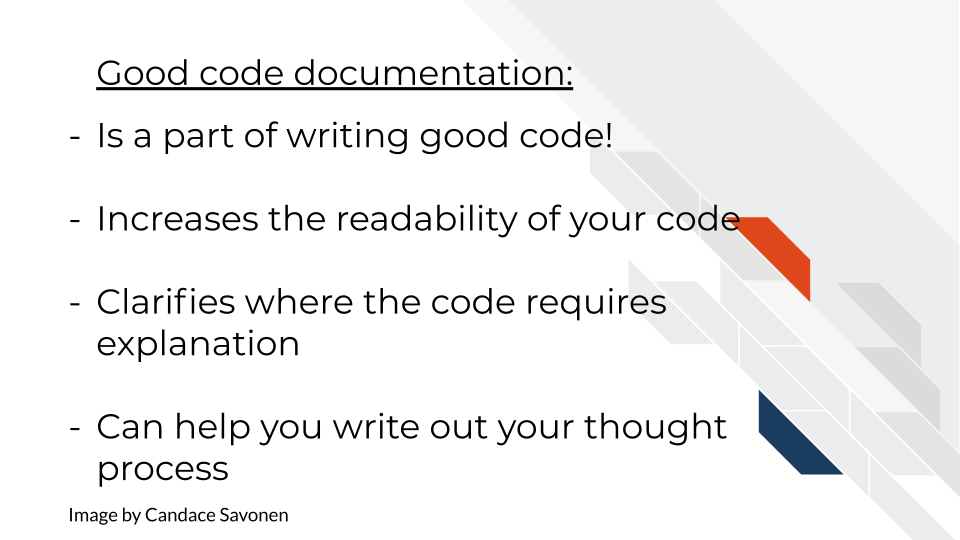 Good code documentation:
- Is a part of writing good code!
- Increases the readability of your code
- Clarifies where the code requires
explanation
- Can help you write out your thought
process
Image by Candace Savonen